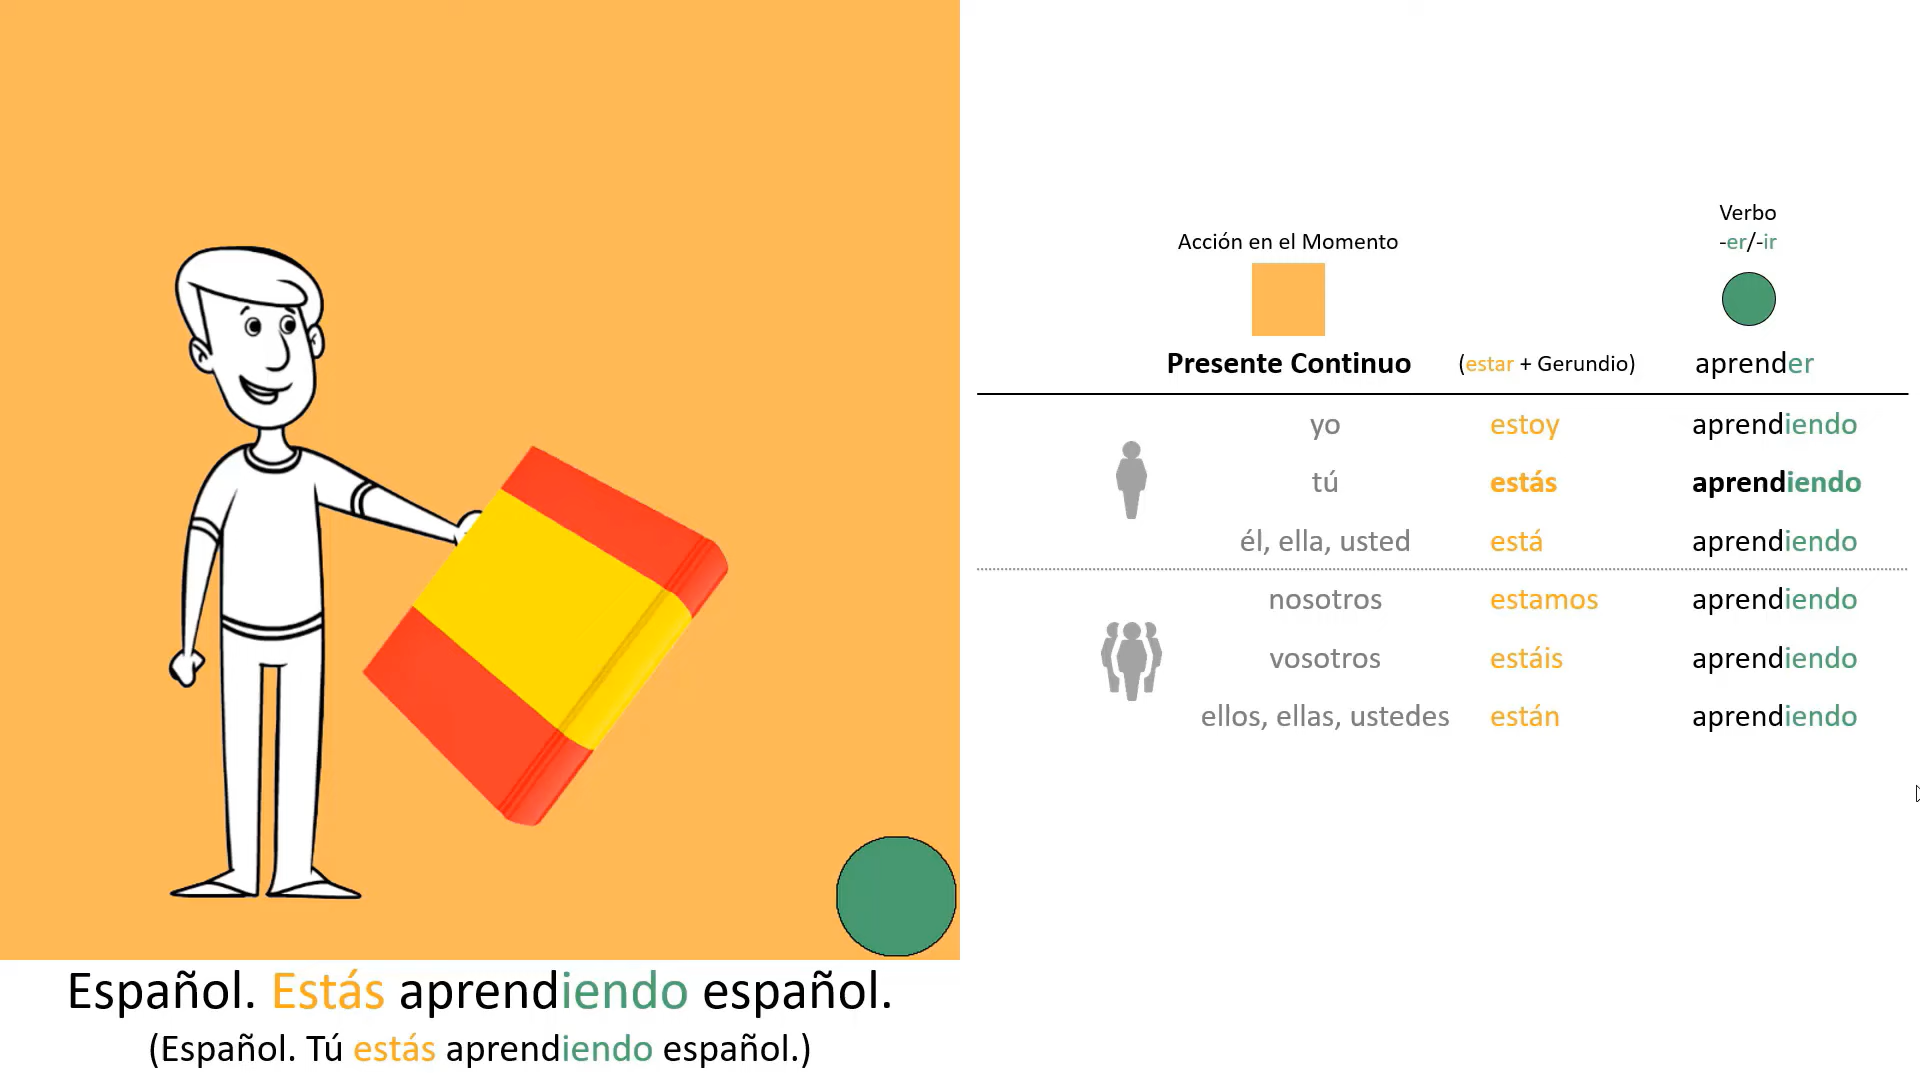 Español. Estás aprendiendo español.
(Español. Tú estás aprendiendo español.)
Verbo
Acción en el Momento -er/-ir
Presente Continuo (estar + Gerundio) aprender
yo estoy aprendiendo
tú estás aprendiendo
él, ella, usted está aprendiendo
nosotros estamos aprendiendo
vosotros estáis aprendiendo
ellos, ellas, ustedes están aprendiendo